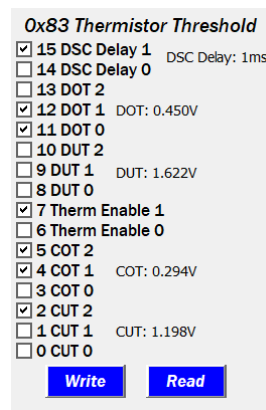 0x83 Thermistor Threshold
15 DSC Delay 1 DSC Delay: 1ms
14 DSC Delay 0
13 DOT 2
12 DOT 1 DOT: 0.450V
11 DOT 0
10 DUT 2
9 DUT 1 DUT: 1.622V
8 DUT 0
7 Therm Enable 1
6 Therm Enable 0
5 COT 2
4 COT 1 COT: 0.294V
3 COT 0
2 CUT 2
1 CUT 1 CUT: 1.198V
0 CUT 0
Write Read